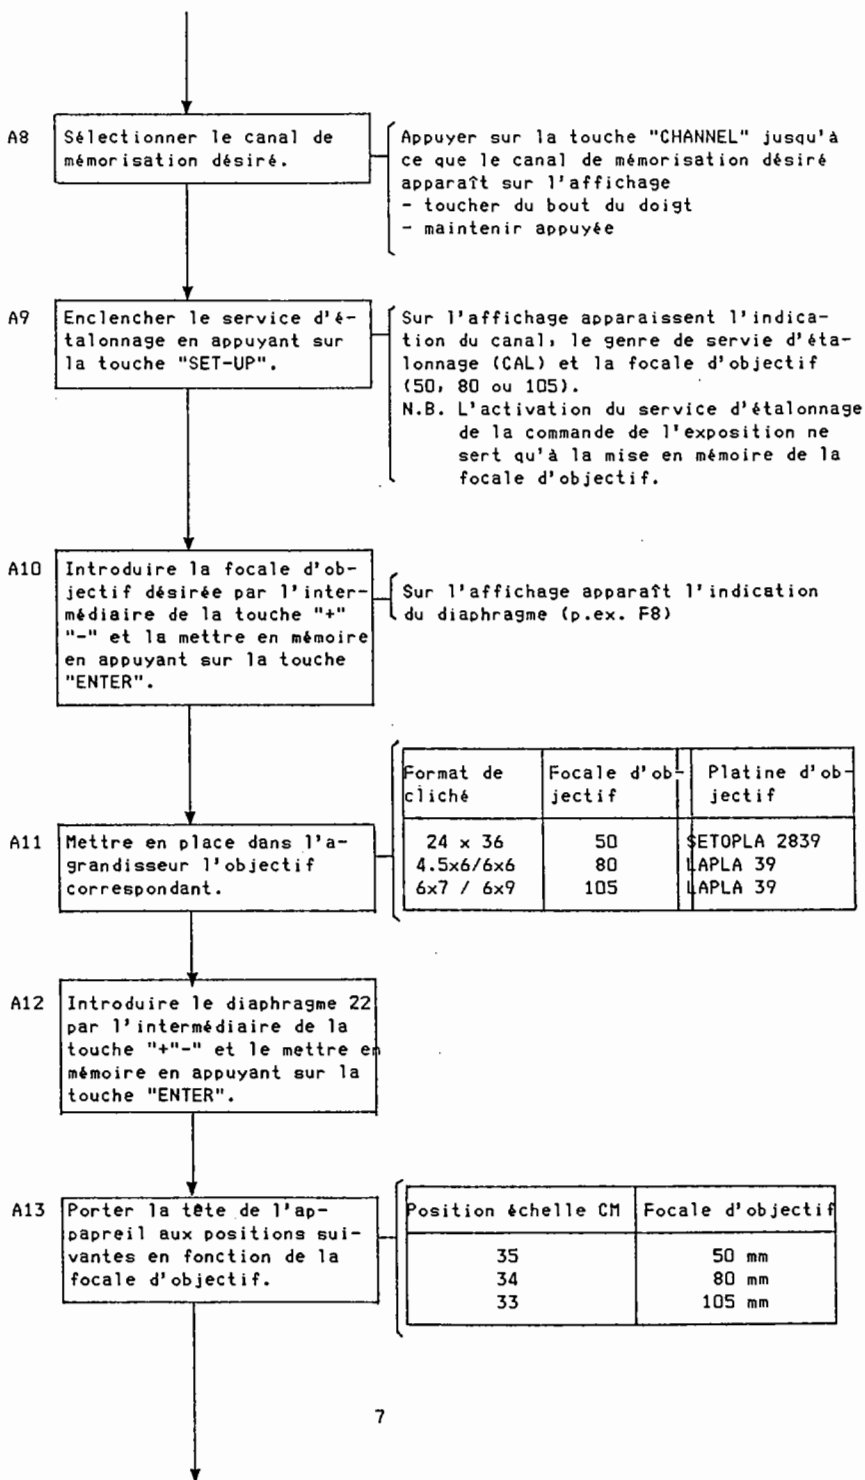 A8 Sélectionner le canal de
mémorisation désiré.
Appuyer sur la touche "CHANNEL" jusqu'à
ce que le canal de mémorisation désiré
apparaît sur l'affichage
- toucher du bout du doigt
- maintenir appuyée
A9 Enclencher le service d'é-
talonnage en appuyant sur
la touche "SET-UP".
Sur l'affichage apparaissent l'indica-
tion du canal, le genre de servie d'éta-
lonnage (CAL) et la focale d'objectif
(50, 80 ou 105).
N.B. L'activation du service d'étalonnage
de la commande de l'exposition ne
sert qu'à la mise en mémoire de la
focale d'objectif.
A10 Introduire la focale d'ob-
jectif désirée par l'inter-
médiaire de la touche "+"
"-" et la mettre en mémoire
en appuyant sur la touche
"ENTER".
Sur l'affichage apparaît l'indication
du diaphragme (p.ex. F8)
A11 Mettre en place dans l'a-
grandisseur l'objectif
correspondant.
Format de Focale d'ob- Platine d'ob-
cliché jectif jectif
24 x 36 50 SETOPLA 2839
4.5x6/6x6 80 LAPLA 39
6x7 / 6x9 105 LAPLA 39
A12 Introduire le diaphragme 22
par l'intermédiaire de la
touche "+"-" et le mettre en
mémoire en appuyant sur la
touche "ENTER".
A13 Porter la tête de l'ap-
papreil aux positions sui-
vantes en fonction de la
focale d'objectif.
Position échelle CM Focale d'objectif
35 50 mm
34 80 mm
33 105 mm
7